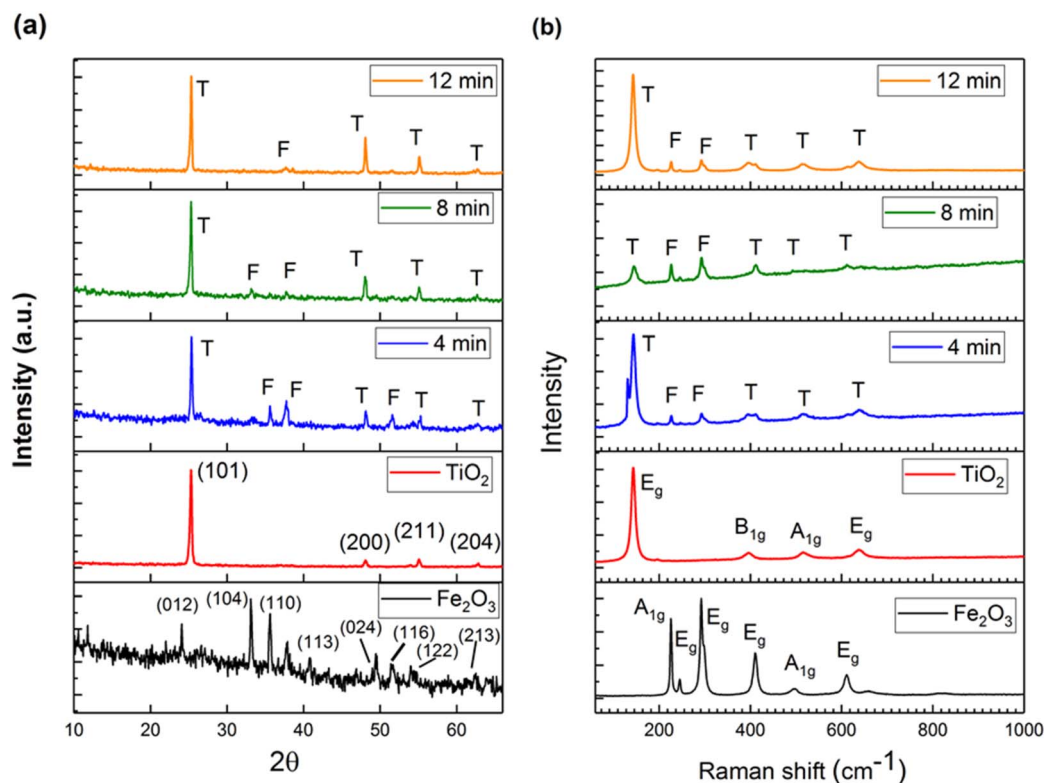 (a)
Intensity (a.u.)
12 min
T
F
T
T
T
8 min
T
F
F
T
T
T
4 min
T
F
F
T
F
T
T
TiO2
(101)
(200)
(211)
(204)
Fe2O3
(012)
(104)
(110)
(113)
(024)
(116)
(122)
(213)
10 20 30 40 50 60
2θ
(b)
Intensity
12 min
T
F
F
T
T
T
8 min
T
F
F
T
T
T
4 min
T
F
F
T
T
T
TiO2
Eg
B1g
A1g
Eg
Fe2O3
A1g
Eg
Eg
Eg
A1g
Eg
200 400 600 800 1000
Raman shift (cm-1)